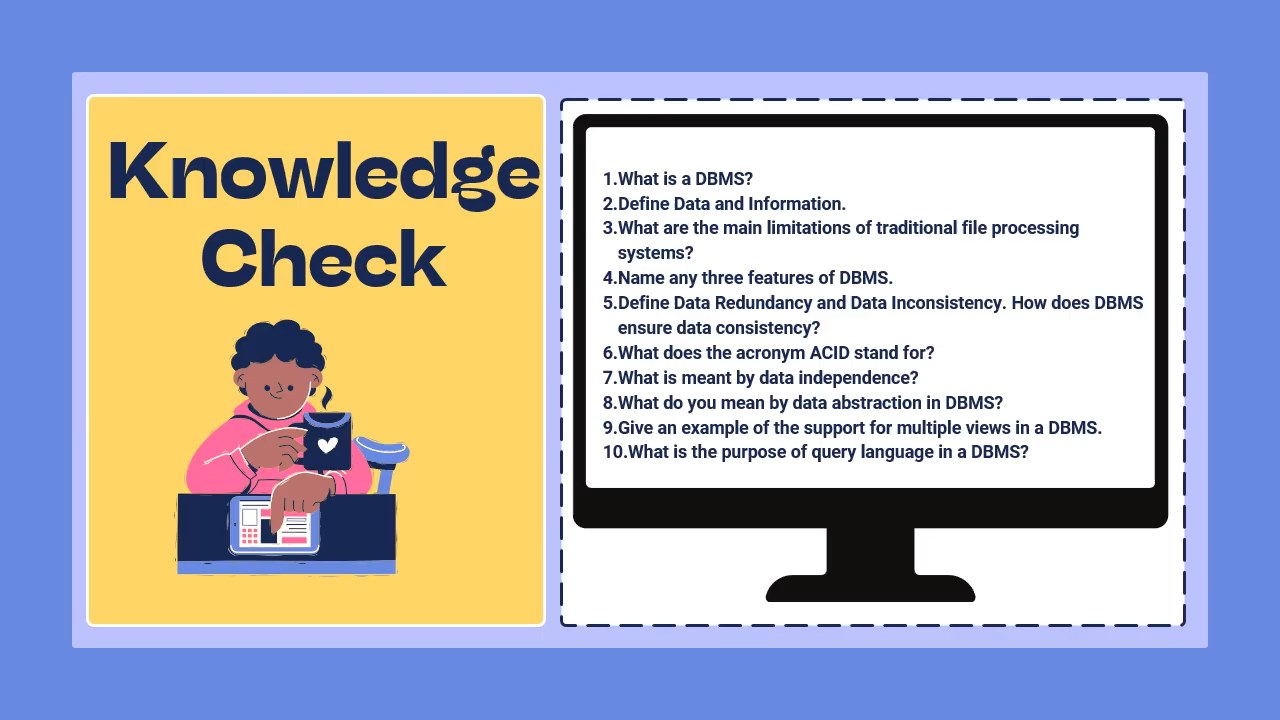 Knowledge
Check
1.What is a DBMS?
2.Define Data and Information.
3.What are the main limitations of traditional file processing
systems?
4.Name any three features of DBMS.
5.Define Data Redundancy and Data Inconsistency. How does DBMS
ensure data consistency?
6.What does the acronym ACID stand for?
7.What is meant by data independence?
8.What do you mean by data abstraction in DBMS?
9.Give an example of the support for multiple views in a DBMS.
10.What is the purpose of query language in a DBMS?